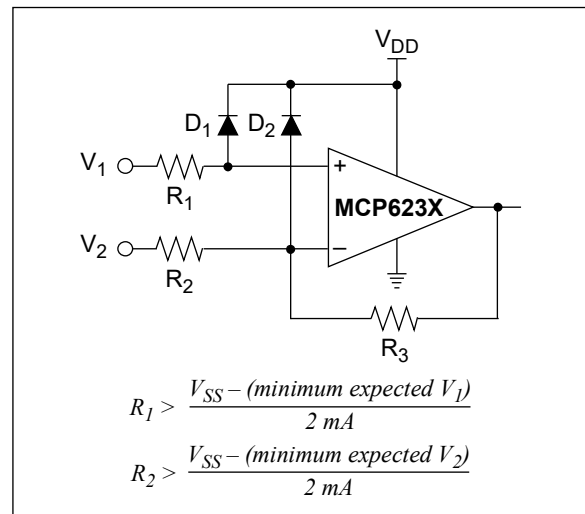 V_DD
D_1 D_2
V_1
R_1
+
MCP623X
V_2
R_2
−
R_3
R_1 > V_SS – (minimum expected V_1) / 2 mA
R_2 > V_SS – (minimum expected V_2) / 2 mA